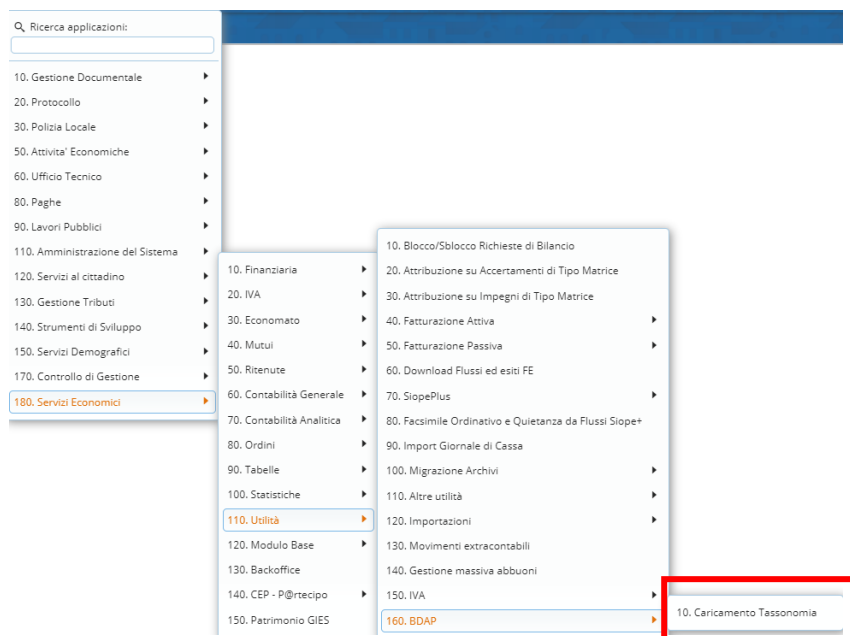 Ricerca applicazioni:
10. Gestione Documentale
20. Protocollo
30. Polizia Locale
50. Attivita' Economiche
60. Ufficio Tecnico
80. Paghe
90. Lavori Pubblici
110. Amministrazione del Sistema
120. Servizi al cittadino
130. Gestione Tributi
140. Strumenti di Sviluppo
150. Servizi Demografici
170. Controllo di Gestione
180. Servizi Economici
10. Finanziaria
20. IVA
30. Economato
40. Mutui
50. Ritenute
60. Contabilità Generale
70. Contabilità Analitica
80. Ordini
90. Tabelle
100. Statistiche
110. Utilità
120. Modulo Base
130. Backoffice
140. CEP - P@rtecipo
150. Patrimonio GIES
10. Blocco/Sblocco Richieste di Bilancio
20. Attribuzione su Accertamenti di Tipo Matrice
30. Attribuzione su Impegni di Tipo Matrice
40. Fatturazione Attiva
50. Fatturazione Passiva
60. Download Flussi ed esiti FE
70. SiopePlus
80. Facsimile Ordinativo e Quietanza da Flussi Siope+
90. Import Giornale di Cassa
100. Migrazione Archivi
110. Altre utilità
120. Importazioni
130. Movimenti extracontabili
140. Gestione massiva abbuoni
150. IVA
160. BDAP
10. Caricamento Tassonomia